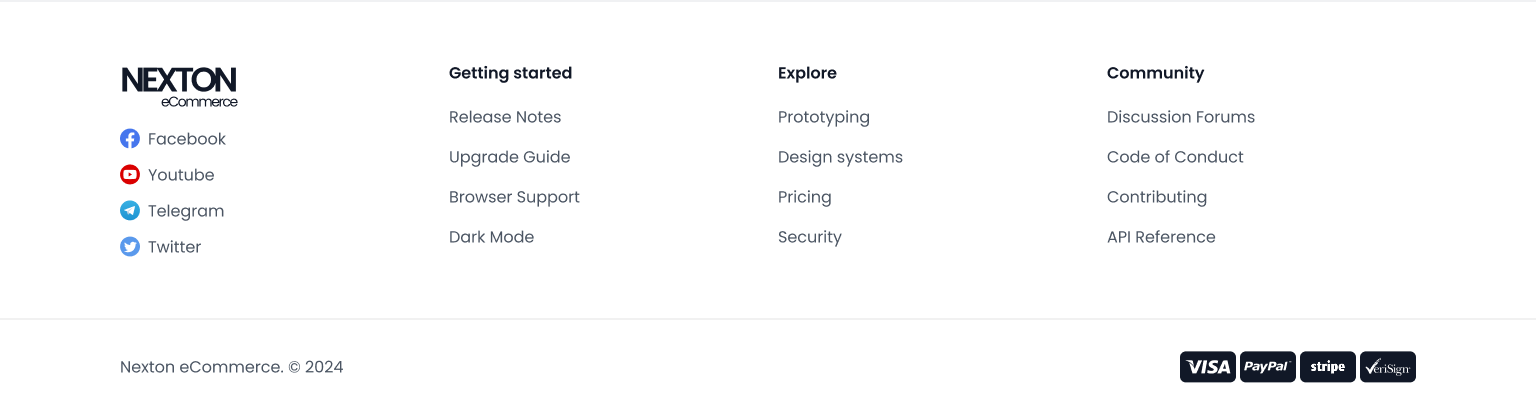 NEXTON
eCommerce
Facebook
Youtube
Telegram
Twitter
Getting started
Release Notes
Upgrade Guide
Browser Support
Dark Mode
Explore
Prototyping
Design systems
Pricing
Security
Community
Discussion Forums
Code of Conduct
Contributing
API Reference
Nexton eCommerce. © 2024
VISA PayPal stripe VeriSign